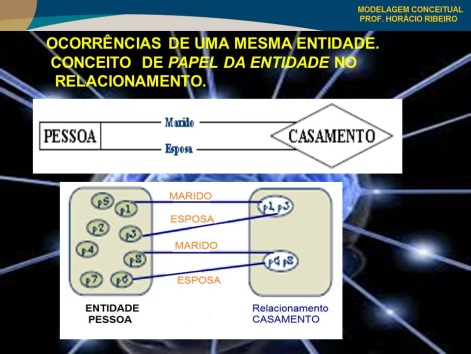 MODELAGEM CONCEITUAL
PROF. HORÁCIO RIBEIRO
OCORRÊNCIAS DE UMA MESMA ENTIDADE.
CONCEITO DE PAPEL DA ENTIDADE NO
RELACIONAMENTO.
Marido
PESSOA
CASAMENTO
Esposa
MARIDO
p5
p1
p1, p3
ESPOSA
p2
p3
MARIDO
p4
p8
p6 p8
p7
p6
ESPOSA
ENTIDADE
PESSOA
Relacionamento
CASAMENTO